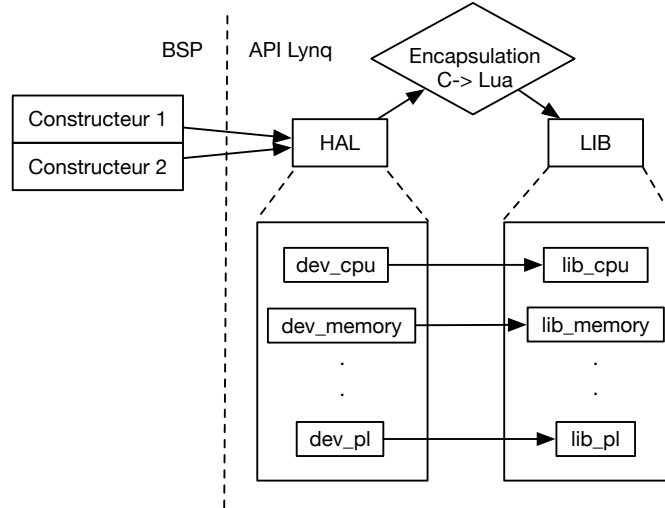 BSP
API Lynq
Encapsulation
C-> Lua
Constructeur 1
Constructeur 2
HAL
LIB
dev_cpu
lib_cpu
dev_memory
lib_memory
.
.
.
.
dev_pl
lib_pl